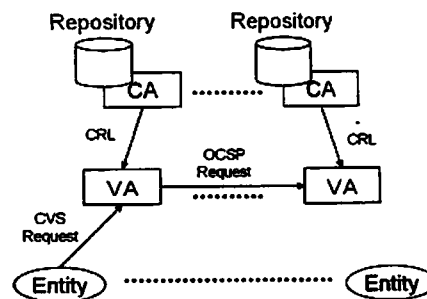 Repository Repository
CA CA
CRL CRL
OCSP
Request
VA VA
CVS
Request
Entity Entity